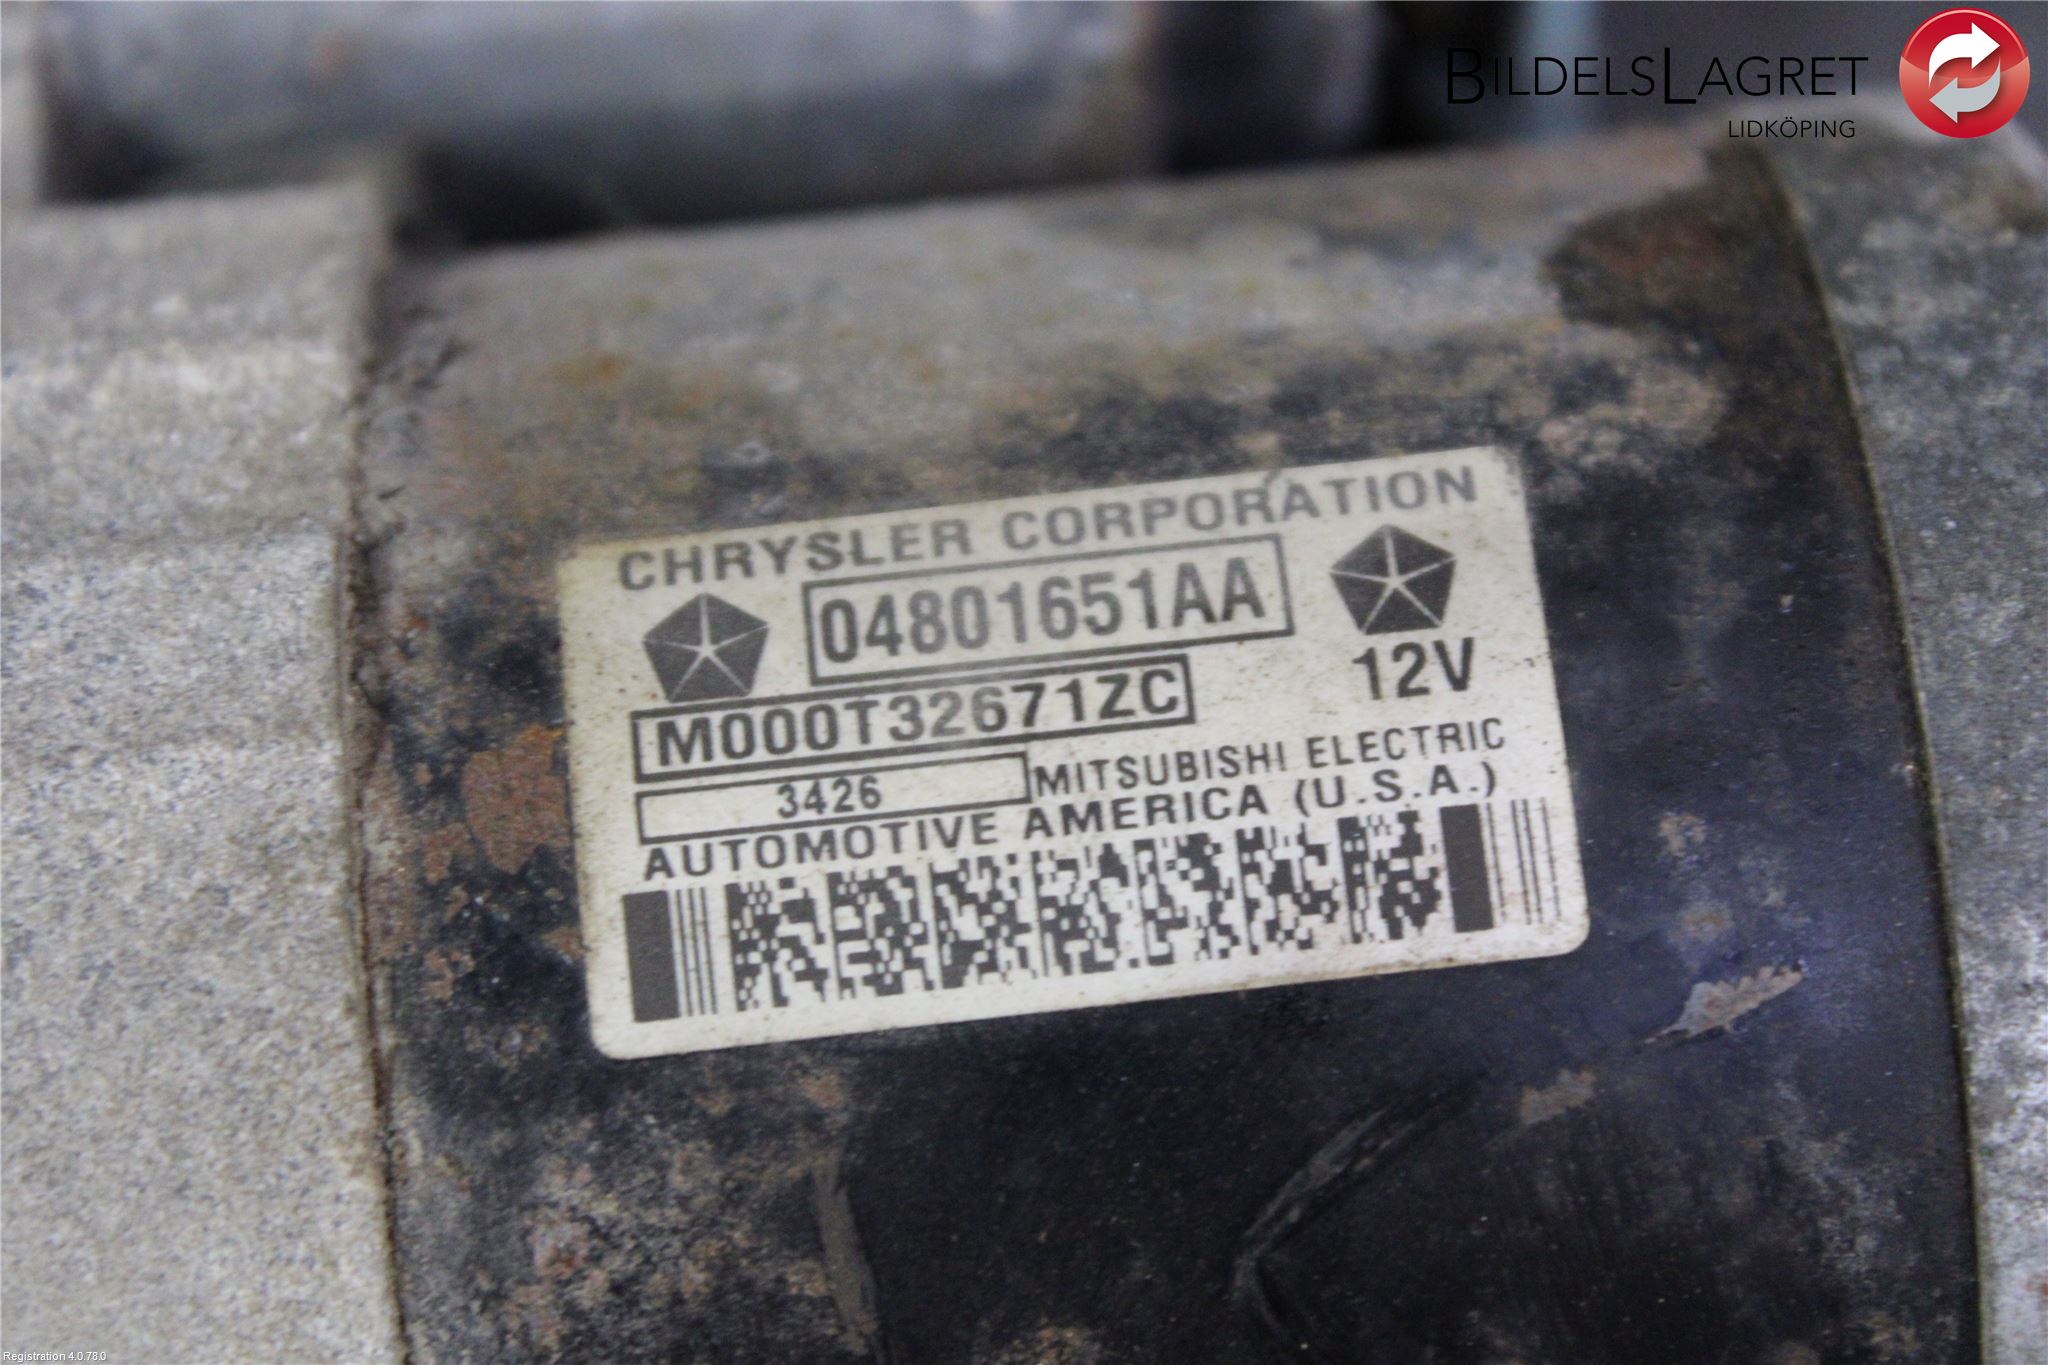 BILDELSLAGRET
LIDKÖPING
CHRYSLER CORPORATION
04801651AA
12V
M000T32671ZC
3426 MITSUBISHI ELECTRIC
AUTOMOTIVE AMERICA (U.S.A.)
Registration 4.0.78.0